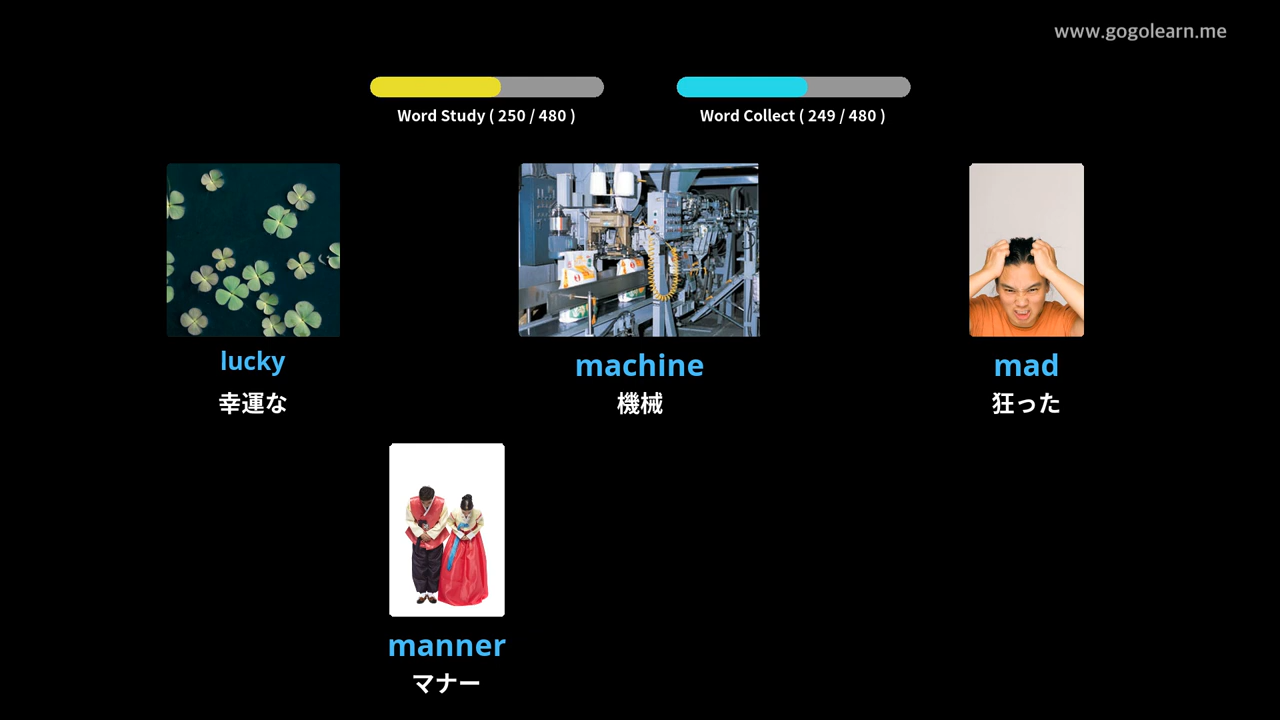 www.gogolearn.me
Word Study ( 250 / 480 )
Word Collect ( 249 / 480 )
lucky
幸運な
machine
機械
mad
狂った
manner
マナー